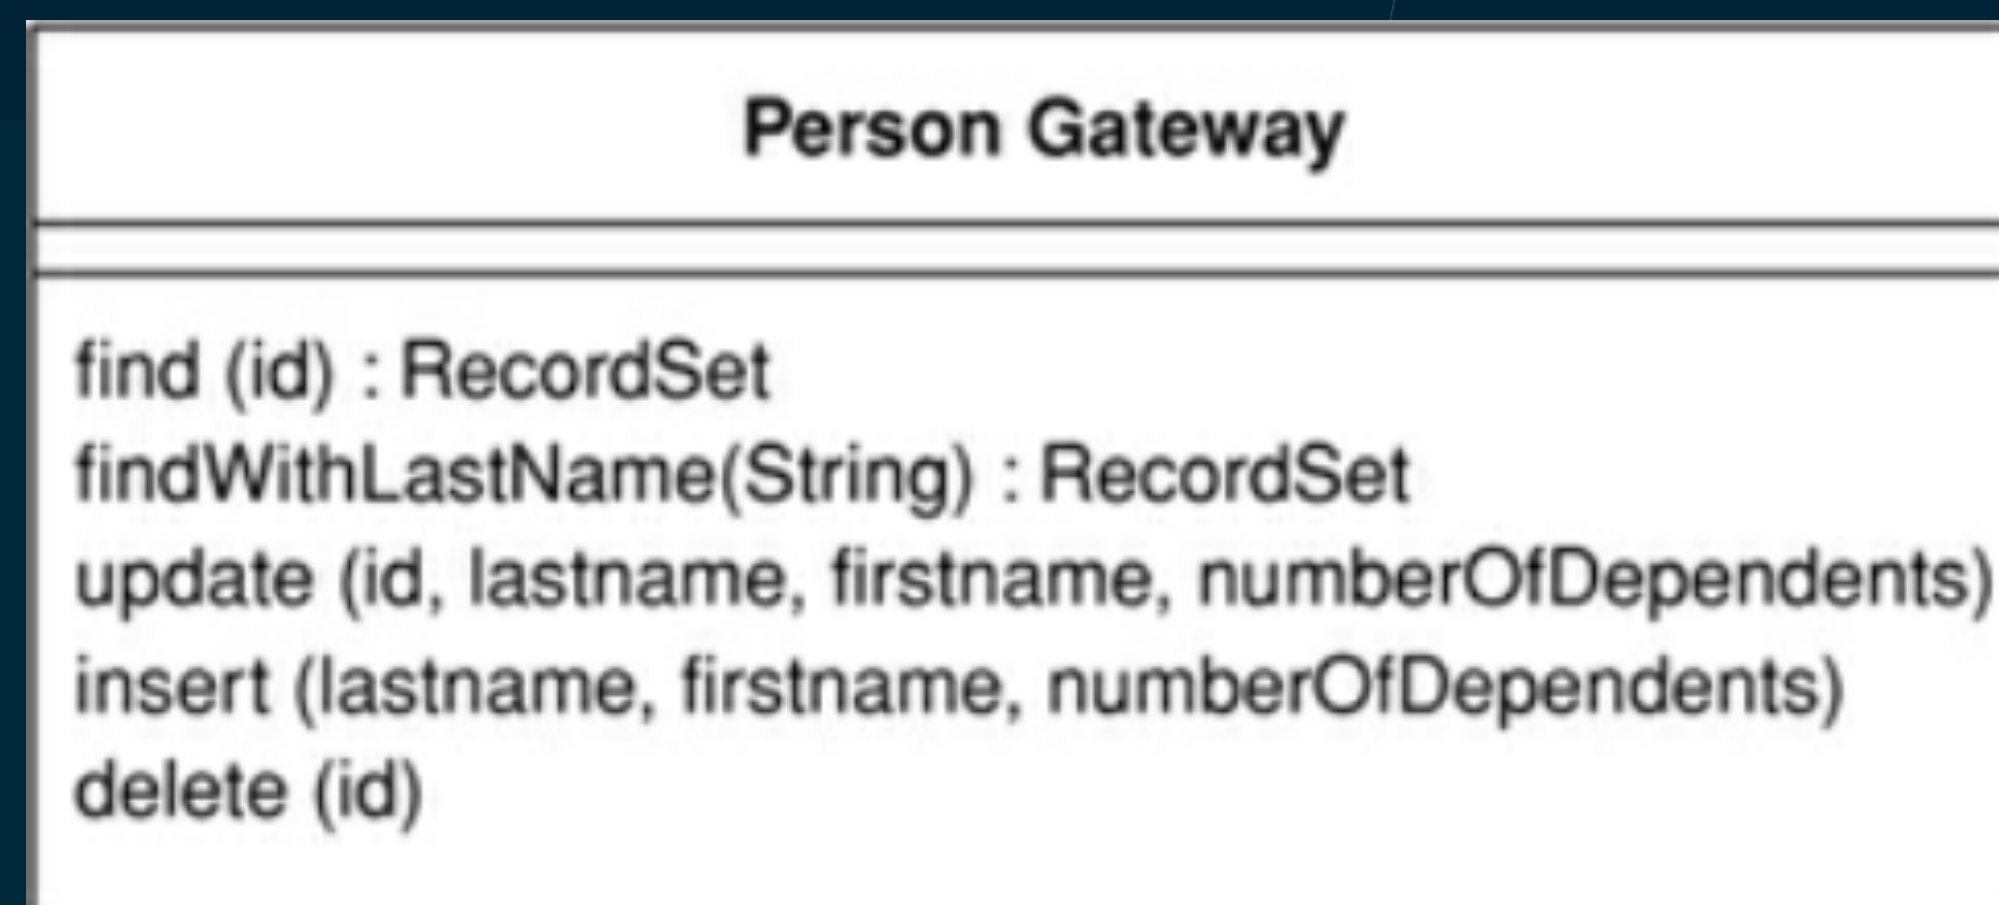 Person Gateway
find (id) : RecordSet
findWithLastName(String) : RecordSet
update (id, lastname, firstname, numberOfDependents)
insert (lastname, firstname, numberOfDependents)
delete (id)